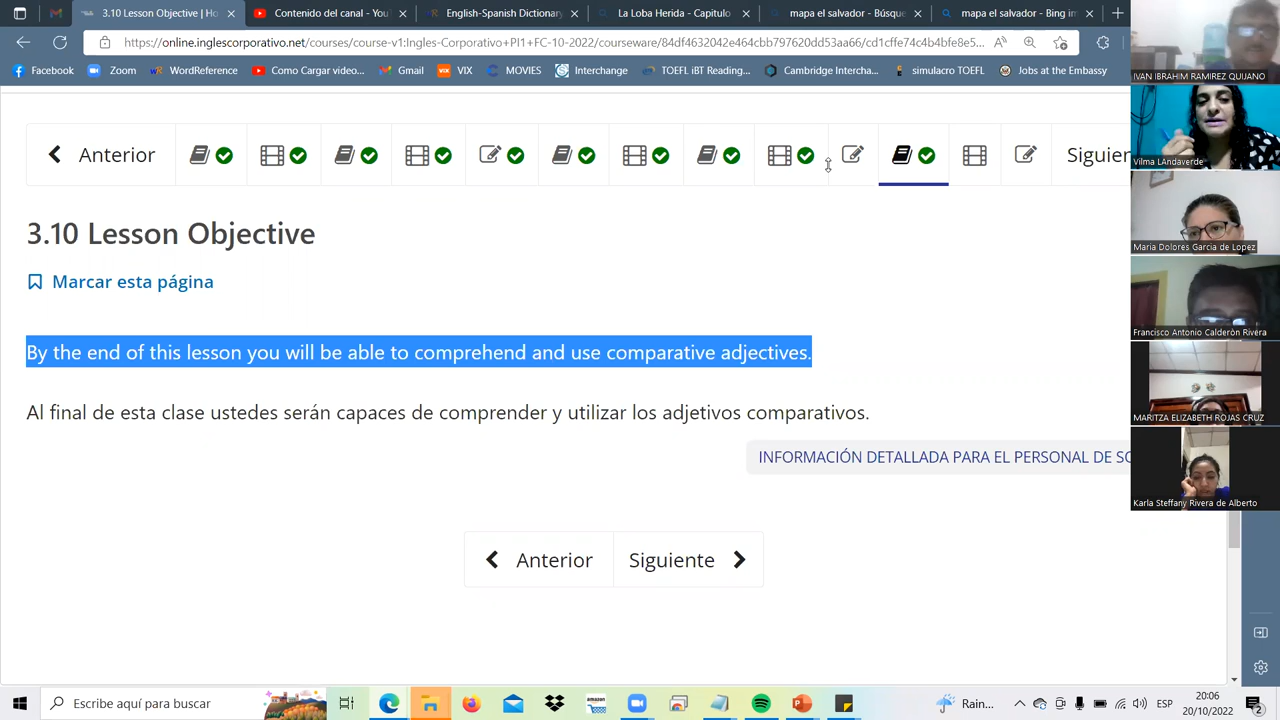 3.10 Lesson Objective | Ho
Contenido del canal - You
English-Spanish Dictionary
La Loba Herida - Capitulo
mapa el salvador - Búsque
mapa el salvador - Bing im
https://online.inglescorporativo.net/courses/course-v1:Ingles-Corporativo+PI1+FC-10-2022/courseware/84df4632042e464cbb797620dd53aa66/cd1cffe74c4b4bfe8e5...
Facebook
Zoom
WordReference
Como Cargar video...
Gmail
VIX
MOVIES
Interchange
TOEFL iBT Reading...
Cambridge Intercha...
simulacro TOEFL
Jobs at the Embassy
Anterior
Siguier
3.10 Lesson Objective
Marcar esta página
By the end of this lesson you will be able to comprehend and use comparative adjectives.
Al final de esta clase ustedes serán capaces de comprender y utilizar los adjetivos comparativos.
INFORMACIÓN DETALLADA PARA EL PERSONAL DE SO
Anterior
Siguiente
IVAN IBRAHIM RAMIREZ QUIJANO
Vilma LAndaverde
Maria Dolores Garcia de Lopez
Francisco Antonio Calderòn Rivera
MARITZA ELIZABETH ROJAS CRUZ
Karla Steffany Rivera de Alberto
Escribe aquí para buscar
amazon
Rain...
ESP
20:06
20/10/2022
2